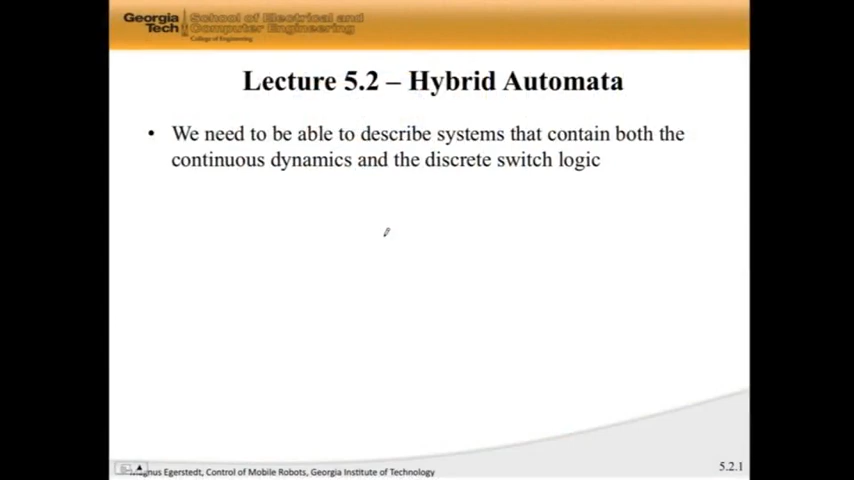 Georgia Tech
School of Electrical and Computer Engineering
College of Engineering
Lecture 5.2 – Hybrid Automata
• We need to be able to describe systems that contain both the
continuous dynamics and the discrete switch logic
Magnus Egerstedt, Control of Mobile Robots, Georgia Institute of Technology
5.2.1